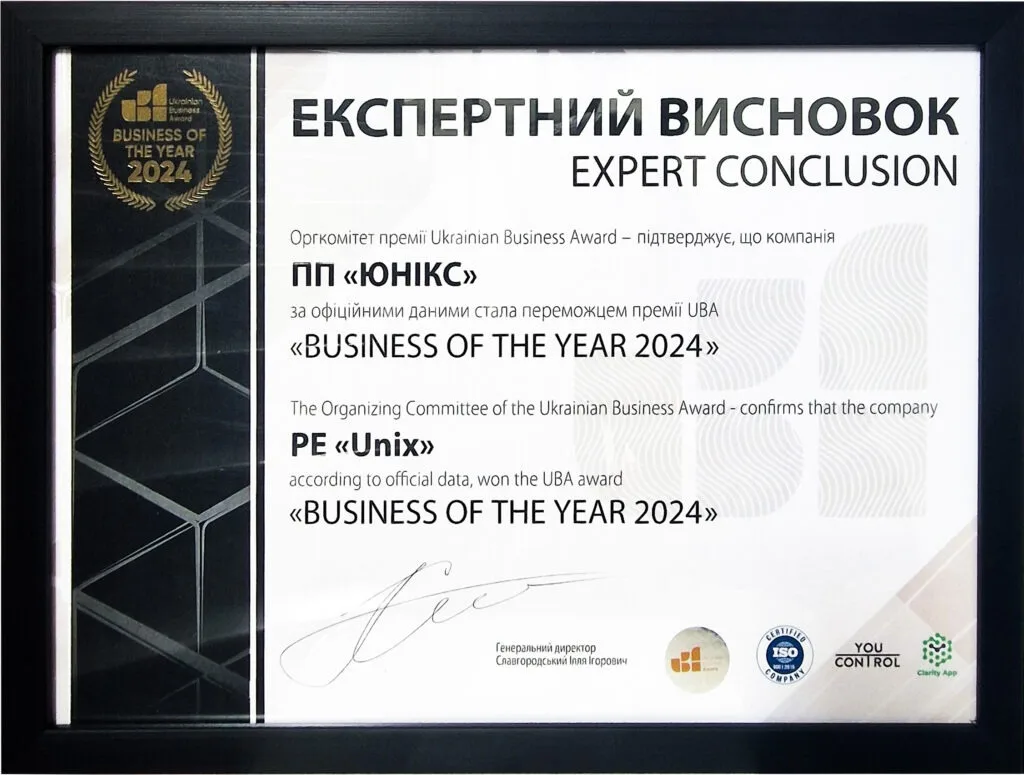 Ukrainian
Business
Award
BUSINESS OF
THE YEAR
2024
ЕКСПЕРТНИЙ ВИСНОВОК
EXPERT CONCLUSION
Оргкомітет премії Ukrainian Business Award – підтверджує, що компанія
ПП «ЮНІКС»
за офіційними даними стала переможцем премії UBA
«BUSINESS OF THE YEAR 2024»
The Organizing Committee of the Ukrainian Business Award - confirms that the company
PE «Unix»
according to official data, won the UBA award
«BUSINESS OF THE YEAR 2024»
Генеральний директор
Славгородський Ілля Ігорович
CERTIFIED
ISO
COMPANY
YOU
CONTROL
Clarity App